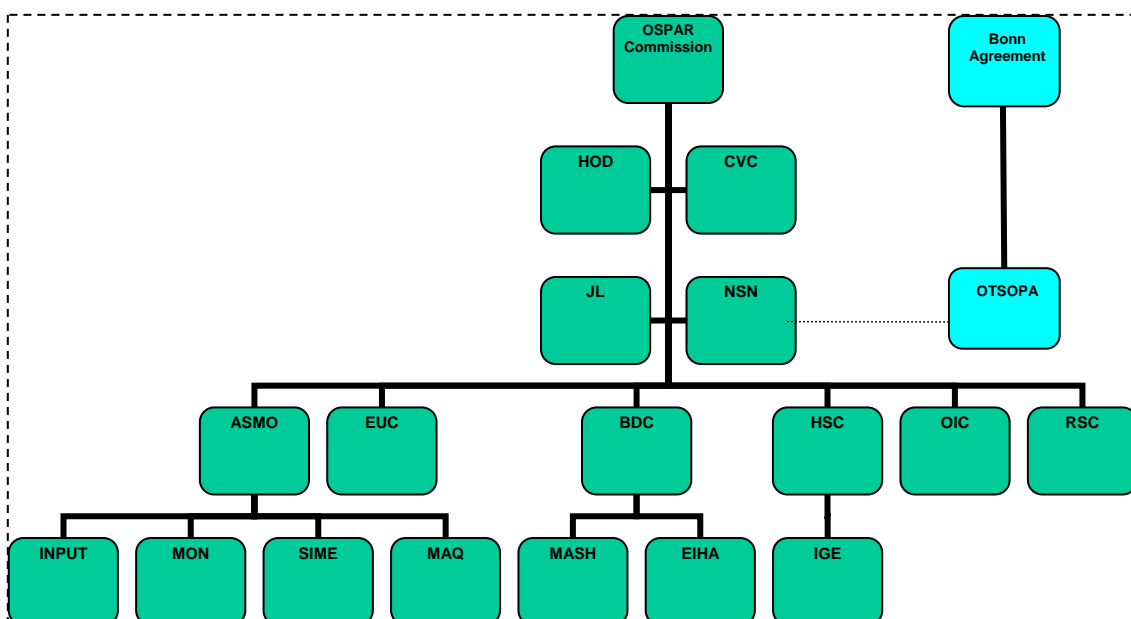 OSPAR
Commission
Bonn
Agreement
HOD
CVC
JL
NSN
OTSOPA
ASMO
EUC
BDC
HSC
OIC
RSC
INPUT
MON
SIME
MAQ
MASH
EIHA
IGE